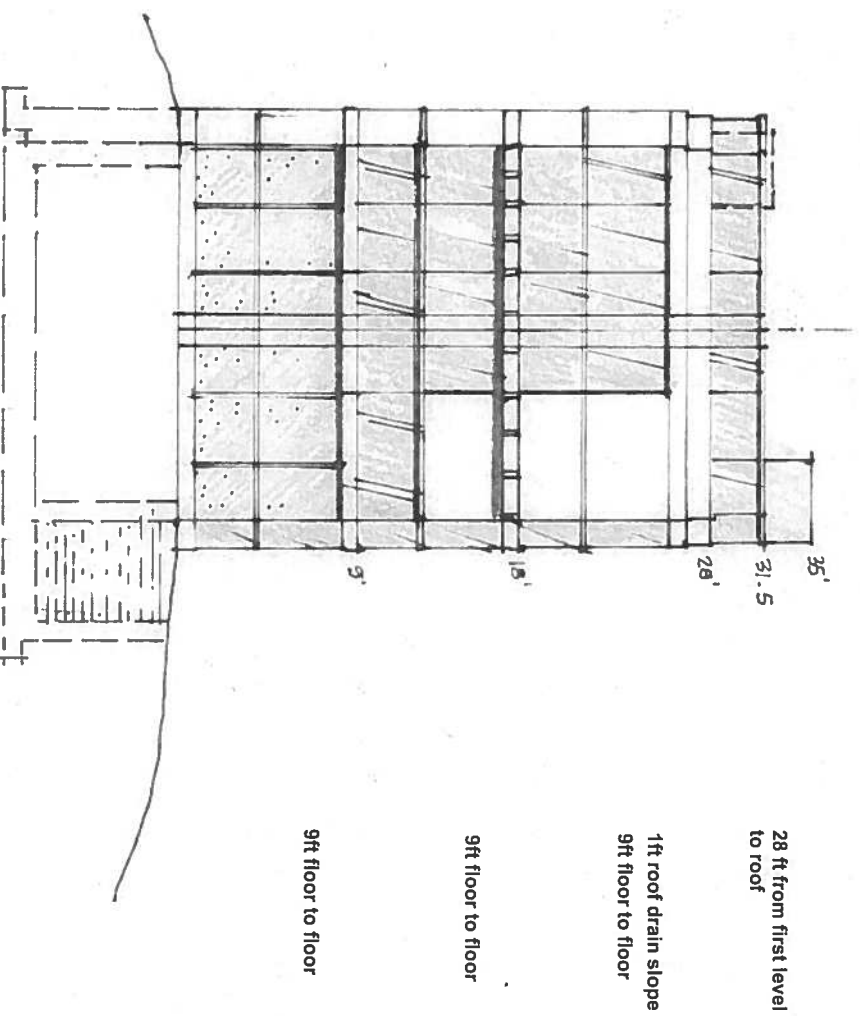 35'
31.5
28'
18'
9'
28 ft from first level
to roof
1ft roof drain slope
9ft floor to floor
9ft floor to floor
9ft floor to floor